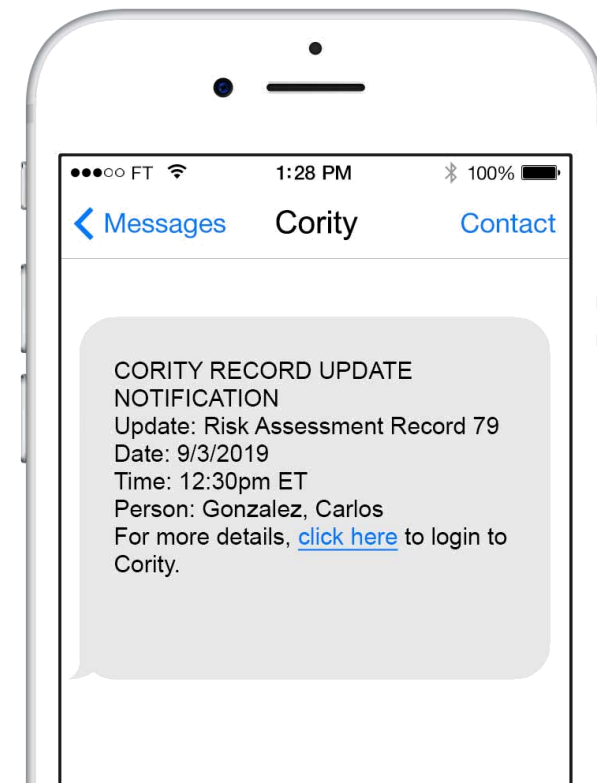 FT 1:28 PM 100%
Messages Cority Contact
CORITY RECORD UPDATE
NOTIFICATION
Update: Risk Assessment Record 79
Date: 9/3/2019
Time: 12:30pm ET
Person: Gonzalez, Carlos
For more details, click here to login to
Cority.